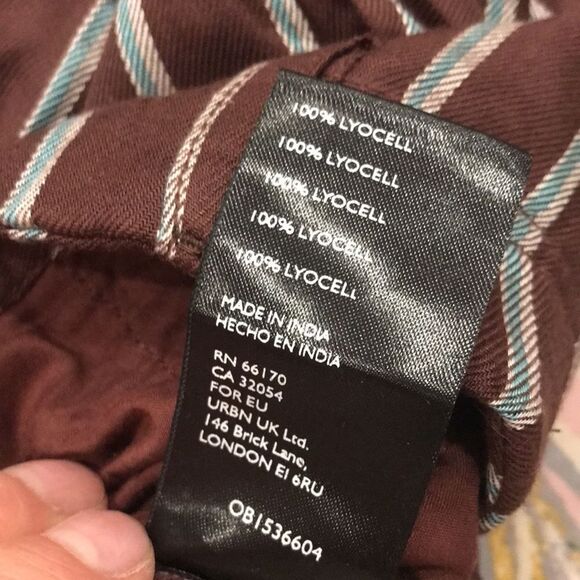 100% LYOCELL
100% LYOCELL
100% LYOCELL
100% LYOCELL
100% LYOCELL
MADE IN INDIA
HECHO EN INDIA
RN 66170
CA 32054
FOR EU
URBN UK Ltd.
146 Brick Lane,
LONDON E1 6RU
OB1536604